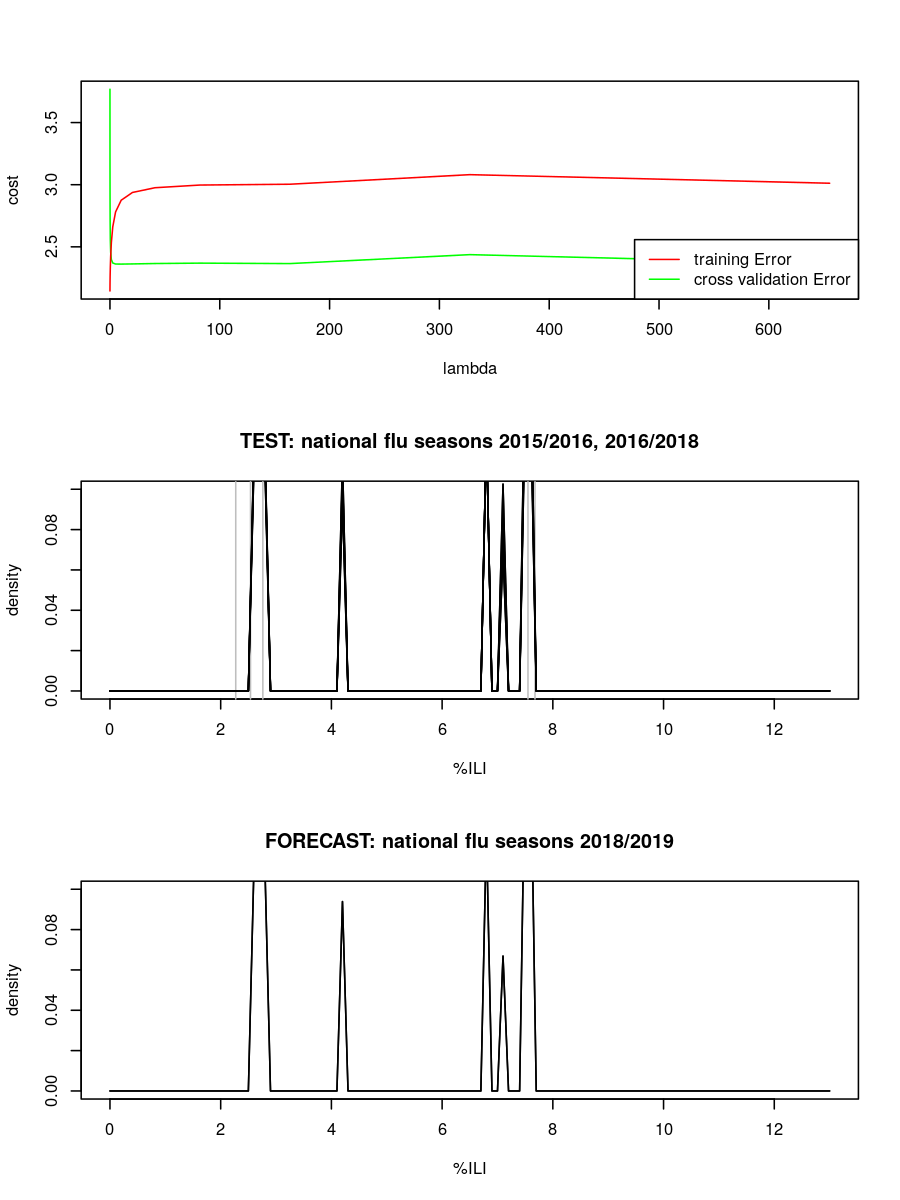 3.5
3.0
2.5
cost
training Error
cross validation Error
0 100 200 300 400 500 600
lambda
TEST: national flu seasons 2015/2016, 2016/2018
0.08
0.04
0.00
density
0 2 4 6 8 10 12
%ILI
FORECAST: national flu seasons 2018/2019
0.08
0.04
0.00
density
0 2 4 6 8 10 12
%ILI